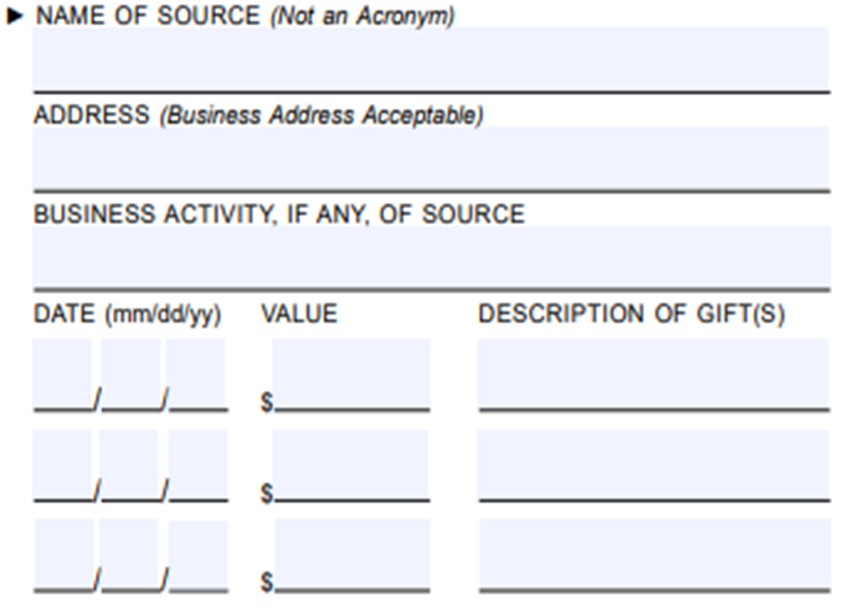 ► NAME OF SOURCE (Not an Acronym)
ADDRESS (Business Address Acceptable)
BUSINESS ACTIVITY, IF ANY, OF SOURCE
DATE (mm/dd/yy) VALUE DESCRIPTION OF GIFT(S)
/ / $
/ / $
/ / $